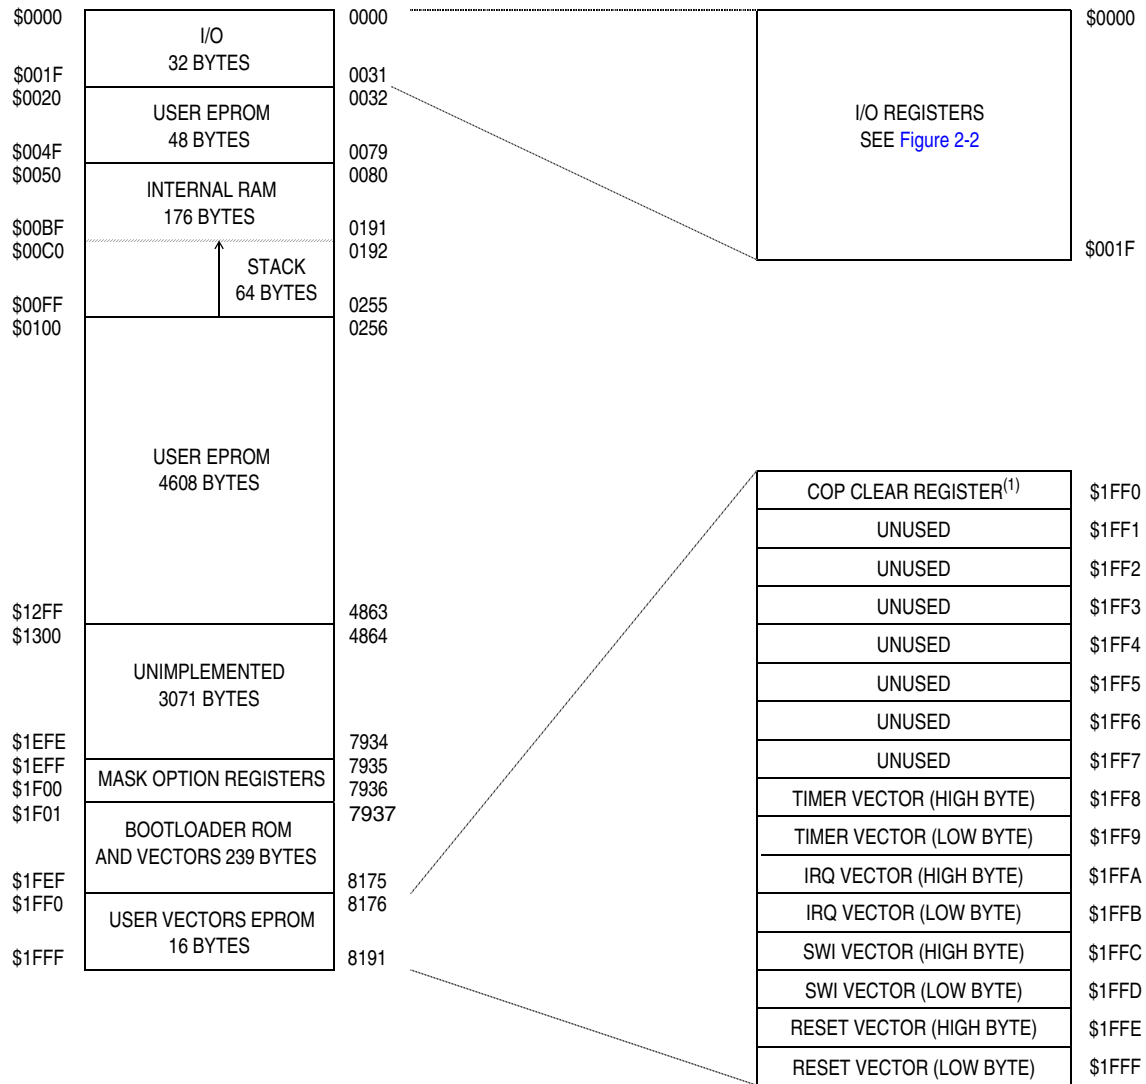 $0000 0000 $0000
I/O
32 BYTES
$001F 0031
$0020 0032
USER EPROM
48 BYTES
I/O REGISTERS
SEE Figure 2-2
$004F 0079
$0050 0080
INTERNAL RAM
176 BYTES
$00BF 0191
$00C0 0192
$001F
STACK
64 BYTES
$00FF 0255
$0100 0256
USER EPROM
4608 BYTES
$12FF 4863
$1300 4864
UNIMPLEMENTED
3071 BYTES
$1EFE 7934
$1EFF 7935
MASK OPTION REGISTERS
$1F00 7936
$1F01 7937
BOOTLOADER ROM
AND VECTORS 239 BYTES
$1FEF 8175
$1FF0 8176
USER VECTORS EPROM
16 BYTES
$1FFF 8191
COP CLEAR REGISTER(1) $1FF0
UNUSED $1FF1
UNUSED $1FF2
UNUSED $1FF3
UNUSED $1FF4
UNUSED $1FF5
UNUSED $1FF6
UNUSED $1FF7
TIMER VECTOR (HIGH BYTE) $1FF8
TIMER VECTOR (LOW BYTE) $1FF9
IRQ VECTOR (HIGH BYTE) $1FFA
IRQ VECTOR (LOW BYTE) $1FFB
SWI VECTOR (HIGH BYTE) $1FFC
SWI VECTOR (LOW BYTE) $1FFD
RESET VECTOR (HIGH BYTE) $1FFE
RESET VECTOR (LOW BYTE) $1FFF